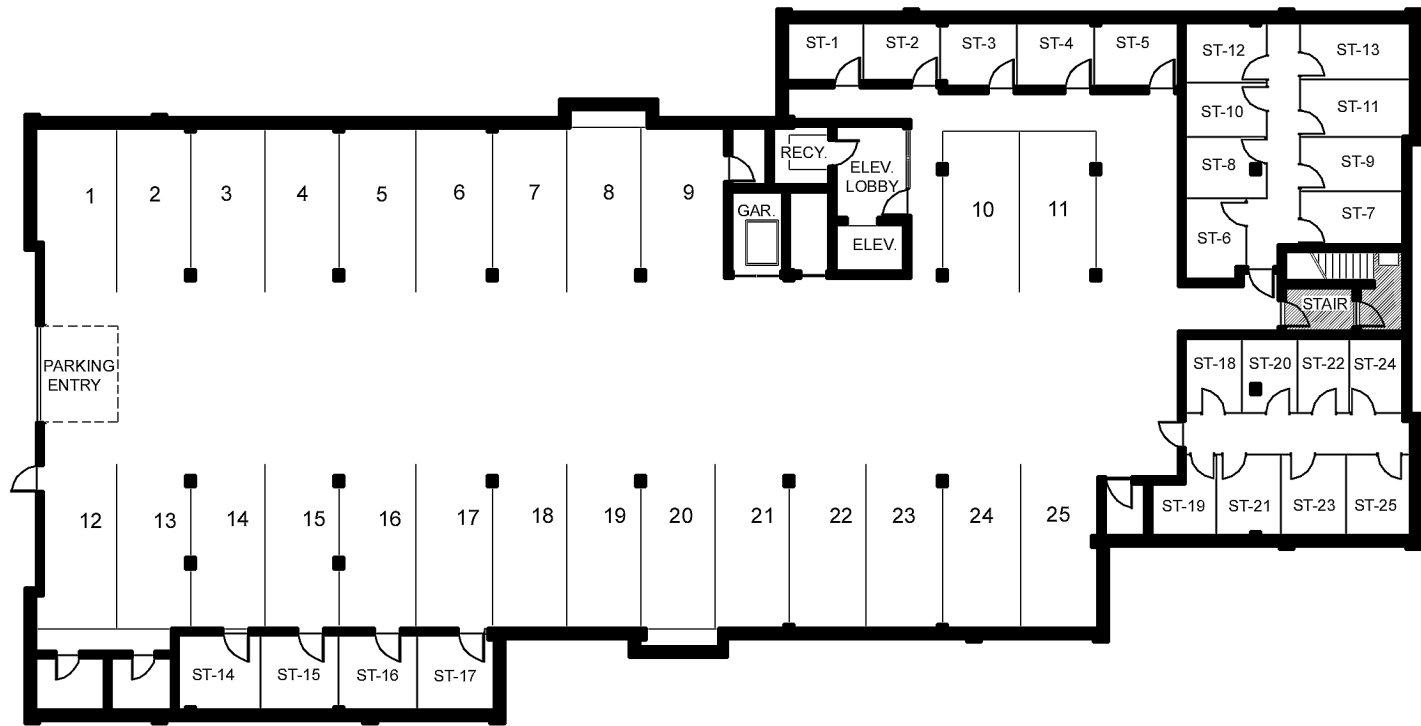 ST-1 ST-2 ST-3 ST-4 ST-5 ST-12 ST-13
ST-10 ST-11
RECY.
ELEV.
LOBBY
ST-8 ST-9
1 2 3 4 5 6 7 8 9
GAR.
10 11
ST-7
ST-6
ELEV.
STAIR
PARKING
ENTRY
ST-18 ST-20 ST-22 ST-24
ST-19 ST-21 ST-23 ST-25
12 13 14 15 16 17 18 19 20 21 22 23 24 25
ST-14 ST-15 ST-16 ST-17